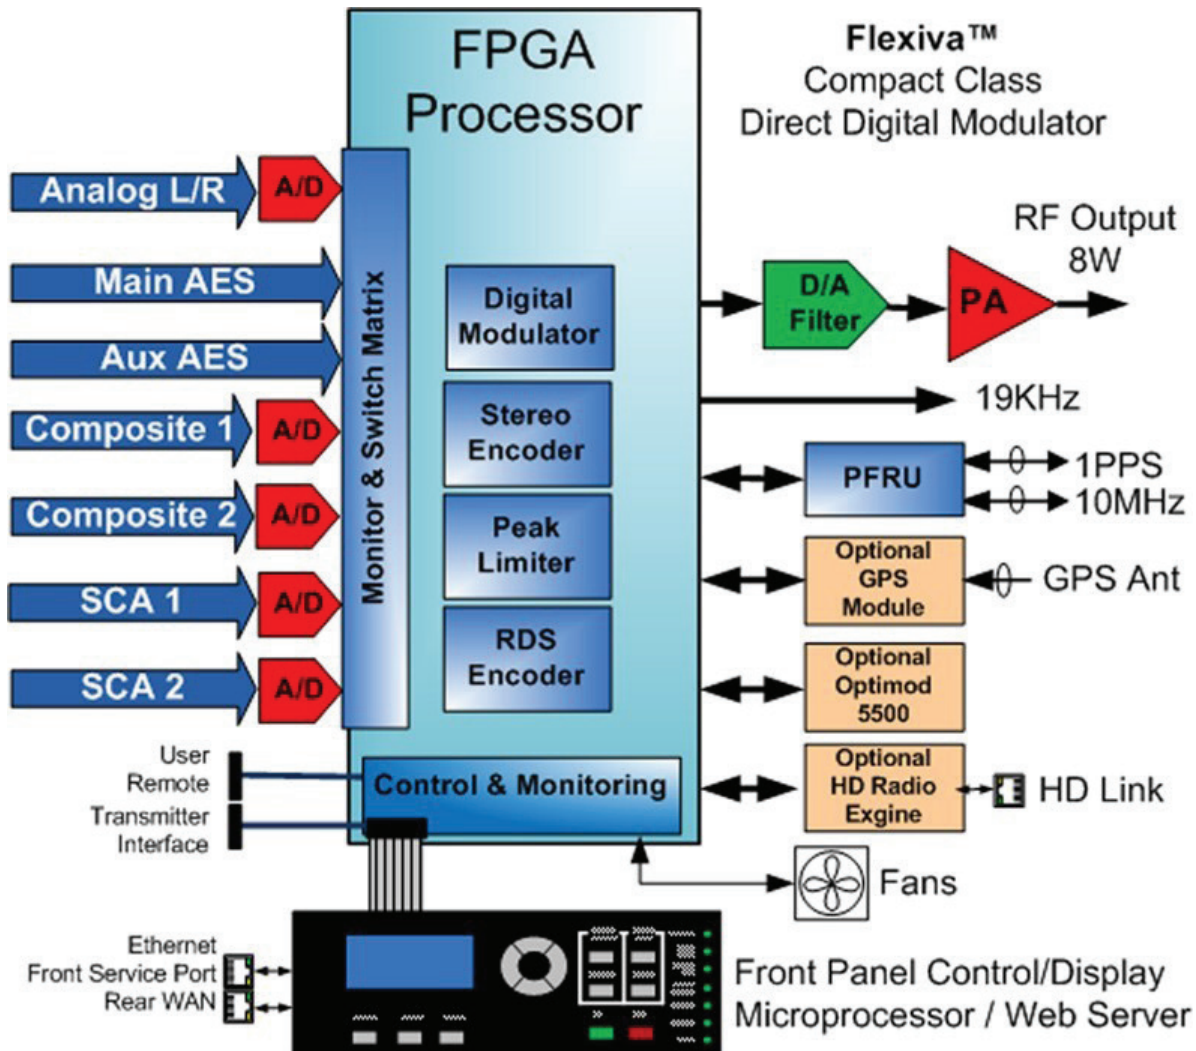 FPGA
Processor
Flexiva™
Compact Class
Direct Digital Modulator
Analog L/R
A/D
Main AES
Aux AES
Composite 1
A/D
Composite 2
A/D
SCA 1
A/D
SCA 2
A/D
Monitor & Switch Matrix
Digital
Modulator
Stereo
Encoder
Peak
Limiter
RDS
Encoder
Control & Monitoring
D/A
Filter
PA
RF Output
8W
19KHz
PFRU
1PPS
10MHz
Optional
GPS
Module
GPS Ant
Optional
Optimod
5500
Optional
HD Radio
Exgine
HD Link
Fans
User
Remote
Transmitter
Interface
Ethernet
Front Service Port
Rear WAN
Front Panel Control/Display
Microprocessor / Web Server